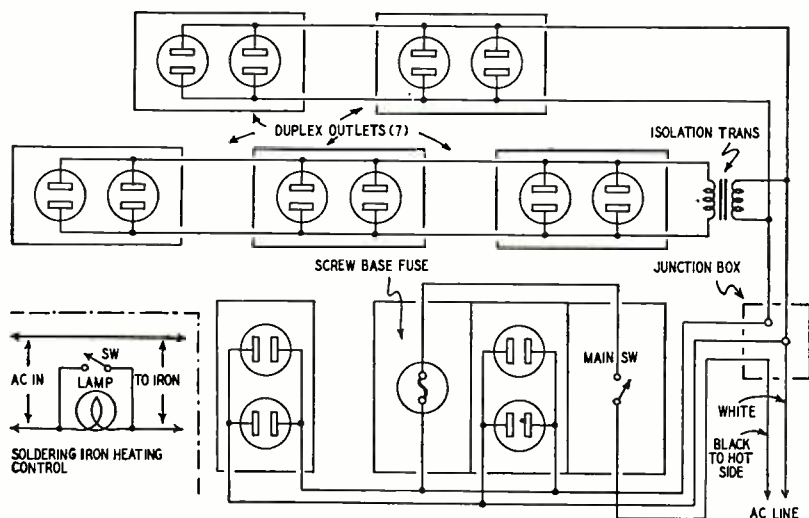 DUPLEX OUTLETS (7)
ISOLATION TRANS
SCREW BASE FUSE
JUNCTION BOX
MAIN SW
SW
AC IN
LAMP
TO IRON
SOLDERING IRON HEATING
CONTROL
WHITE
BLACK
TO HOT
SIDE
AC LINE